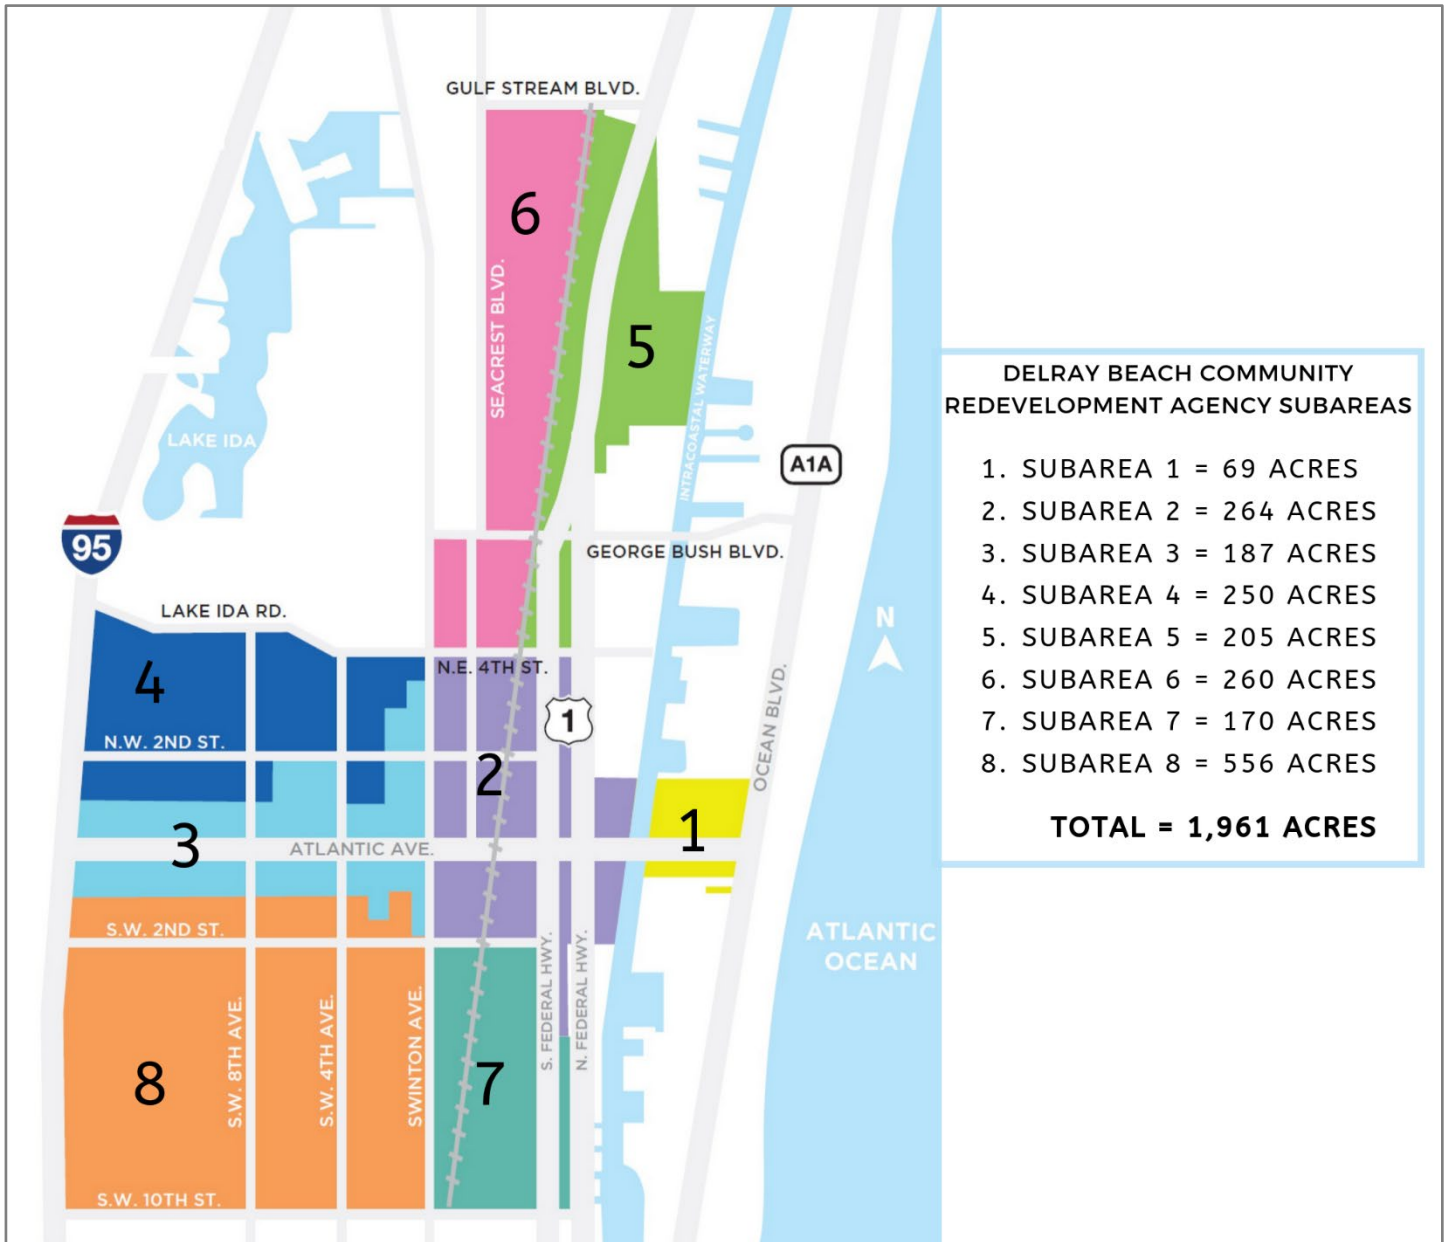 GULF STREAM BLVD.
6
SEACREST BLVD.
5
INTRACOASTAL WATERWAY
DELRAY BEACH COMMUNITY
REDEVELOPMENT AGENCY SUBAREAS
1. SUBAREA 1 = 69 ACRES
2. SUBAREA 2 = 264 ACRES
3. SUBAREA 3 = 187 ACRES
4. SUBAREA 4 = 250 ACRES
5. SUBAREA 5 = 205 ACRES
6. SUBAREA 6 = 260 ACRES
7. SUBAREA 7 = 170 ACRES
8. SUBAREA 8 = 556 ACRES
TOTAL = 1,961 ACRES
LAKE IDA
A1A
95
GEORGE BUSH BLVD.
LAKE IDA RD.
N
N.E. 4TH ST.
4
1
OCEAN BLVD.
N.W. 2ND ST.
2
3
ATLANTIC AVE.
1
S.W. 2ND ST.
ATLANTIC
OCEAN
S.W. 8TH AVE.
S.W. 4TH AVE.
SWINTON AVE.
S. FEDERAL HWY.
N. FEDERAL HWY.
8
7
S.W. 10TH ST.